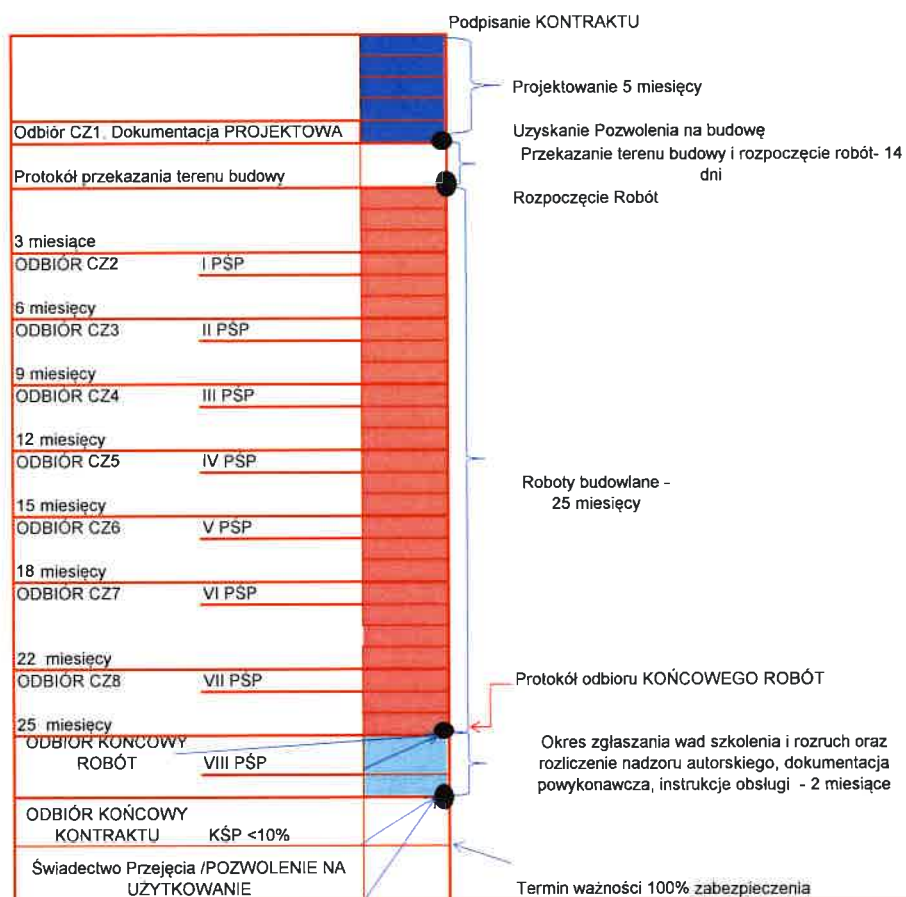 Podpisanie KONTRAKTU
Projektowanie 5 miesięcy
Odbiór CZ1. Dokumentacja PROJEKTOWA
Uzyskanie Pozwolenia na budowę
Przekazanie terenu budowy i rozpoczęcie robót- 14
dni
Protokół przekazania terenu budowy
Rozpoczęcie Robót
3 miesiące
ODBIÓR CZ2 I PŚP
6 miesięcy
ODBIÓR CZ3 II PŚP
9 miesięcy
ODBIÓR CZ4 III PŚP
12 miesięcy
ODBIÓR CZ5 IV PŚP
Roboty budowlane -
25 miesięcy
15 miesięcy
ODBIÓR CZ6 V PŚP
18 miesięcy
ODBIÓR CZ7 VI PŚP
22 miesięcy
ODBIÓR CZ8 VII PŚP
Protokół odbioru KOŃCOWEGO ROBÓT
25 miesięcy
ODBIÓR KOŃCOWY
ROBÓT VIII PŚP
Okres zgłaszania wad szkolenia i rozruch oraz
rozliczenie nadzoru autorskiego, dokumentacja
powykonawcza, instrukcje obsługi - 2 miesiące
ODBIÓR KOŃCOWY
KONTRAKTU KŚP <10%
Świadectwo Przejęcia /POZWOLENIE NA
UŻYTKOWANIE
Termin ważności 100% zabezpieczenia